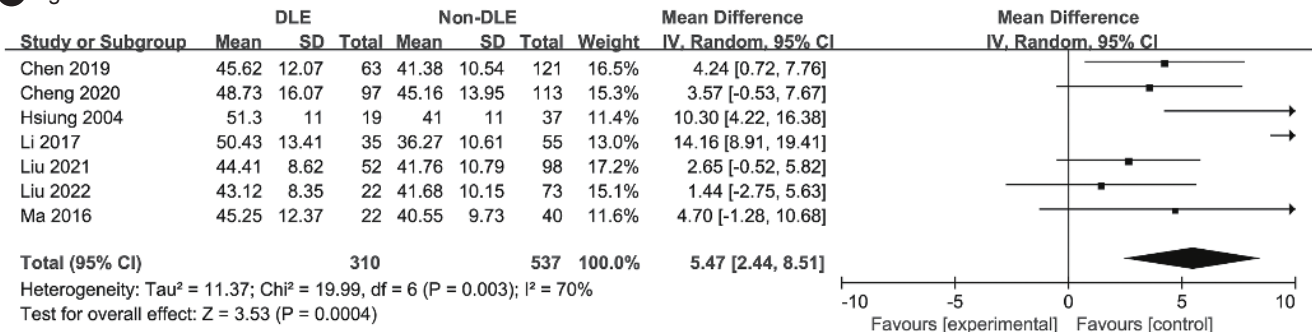 DLE Non-DLE Mean Difference Mean Difference
Study or Subgroup Mean SD Total Mean SD Total Weight IV, Random, 95% CI IV, Random, 95% CI
Chen 2019 45.62 12.07 63 41.38 10.54 121 16.5% 4.24 [0.72, 7.76]
Cheng 2020 48.73 16.07 97 45.16 13.95 113 15.3% 3.57 [-0.53, 7.67]
Hsiung 2004 51.3 11 19 41 11 37 11.4% 10.30 [4.22, 16.38]
Li 2017 50.43 13.41 35 36.27 10.61 55 13.0% 14.16 [8.91, 19.41]
Liu 2021 44.41 8.62 52 41.76 10.79 98 17.2% 2.65 [-0.52, 5.82]
Liu 2022 43.12 8.35 22 41.68 10.15 73 15.1% 1.44 [-2.75, 5.63]
Ma 2016 45.25 12.37 22 40.55 9.73 40 11.6% 4.70 [-1.28, 10.68]
Total (95% CI) 310 537 100.0% 5.47 [2.44, 8.51]
Heterogeneity: Tau² = 11.37; Chi² = 19.99, df = 6 (P = 0.003); I² = 70%
Test for overall effect: Z = 3.53 (P = 0.0004)
-10 -5 0 5 10
Favours [experimental] Favours [control]